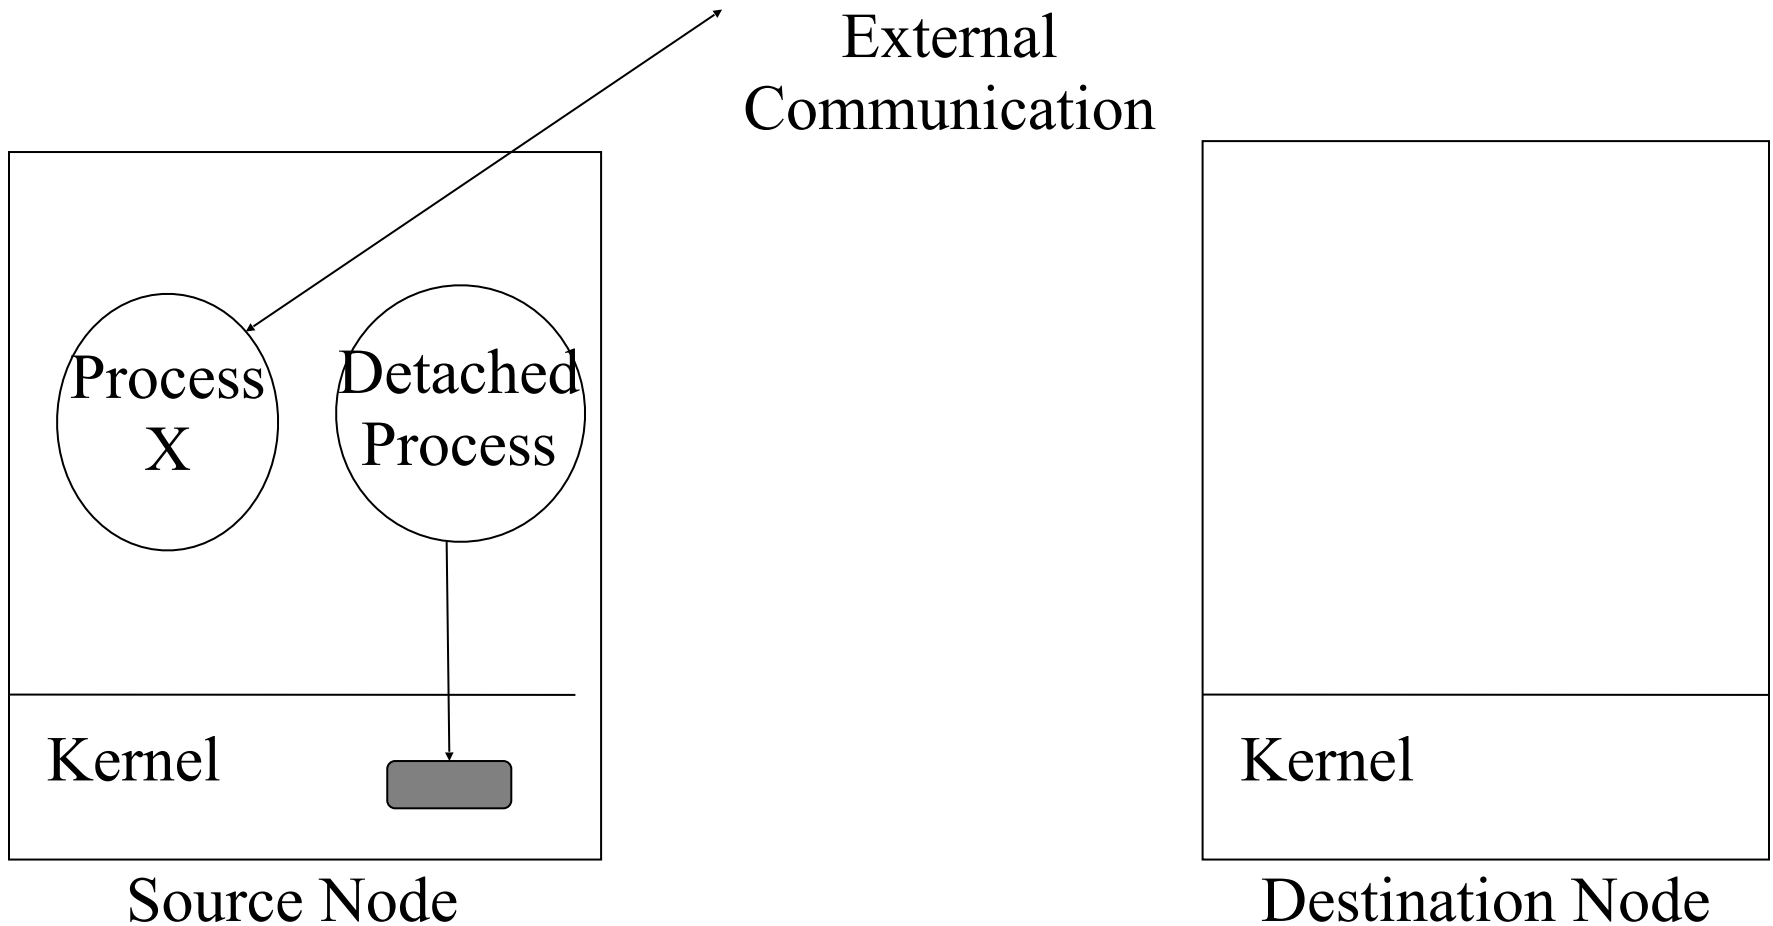 External
Communication
Process
X
Detached
Process
Kernel
Kernel
Source Node
Destination Node